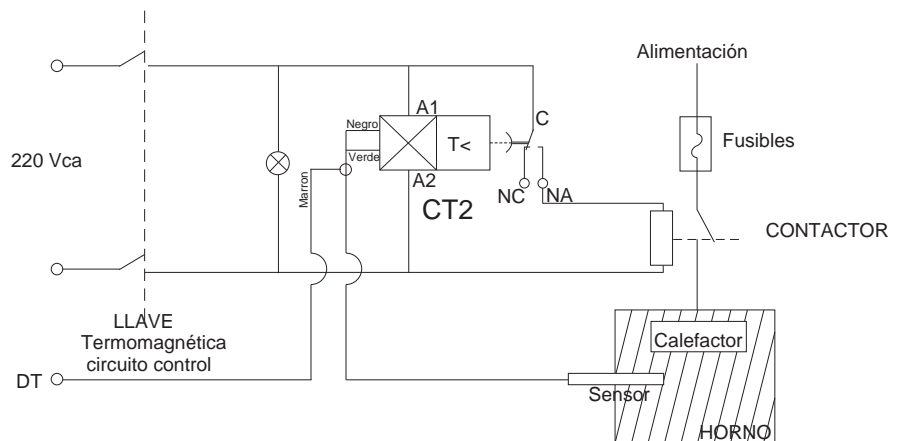 Alimentación
A1
C
Negro
Fusibles
T<
220 Vca
Verde
A2
Marron
NC
NA
CT2
CONTACTOR
LLAVE
Termomagnética
circuito control
Calefactor
DT
Sensor
HORNO